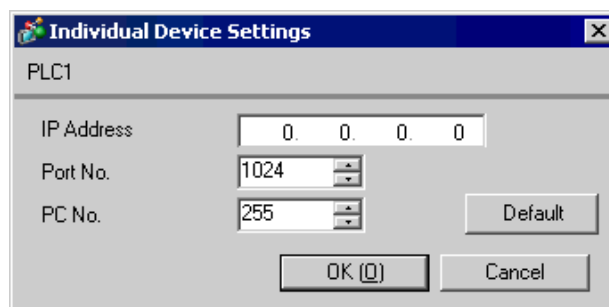 Individual Device Settings
PLC1
IP Address 0. 0. 0. 0
Port No. 1024
PC No. 255 Default
OK (O) Cancel